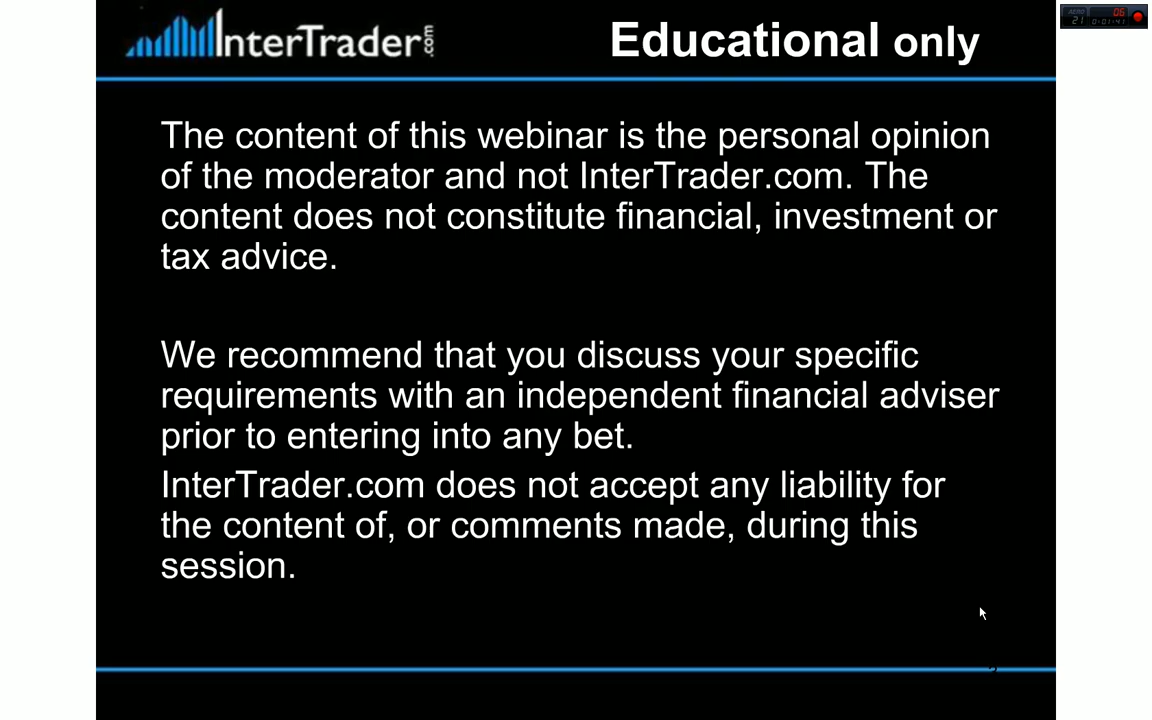 InterTrader.com
Educational only
The content of this webinar is the personal opinion
of the moderator and not InterTrader.com. The
content does not constitute financial, investment or
tax advice.
We recommend that you discuss your specific
requirements with an independent financial adviser
prior to entering into any bet.
InterTrader.com does not accept any liability for
the content of, or comments made, during this
session.